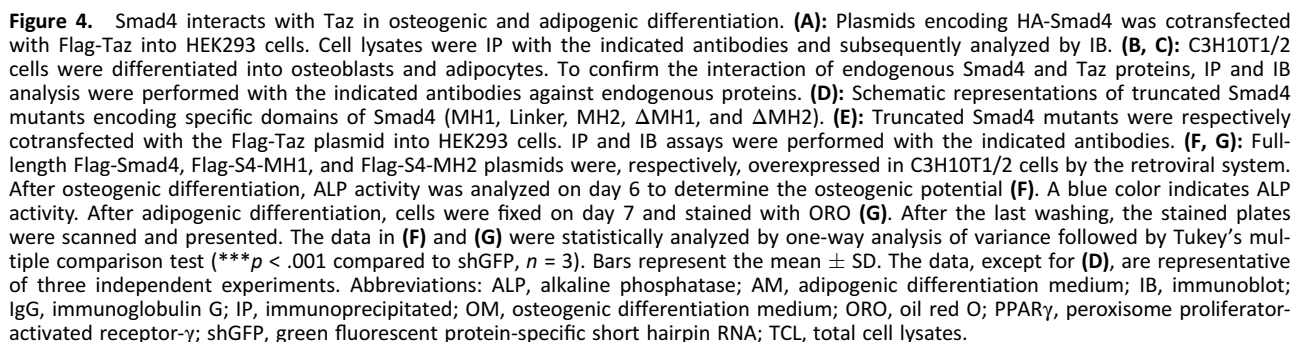 Figure 4. Smad4 interacts with Taz in osteogenic and adipogenic differentiation. (A): Plasmids encoding HA-Smad4 was cotransfected
with Flag-Taz into HEK293 cells. Cell lysates were IP with the indicated antibodies and subsequently analyzed by IB. (B, C): C3H10T1/2
cells were differentiated into osteoblasts and adipocytes. To confirm the interaction of endogenous Smad4 and Taz proteins, IP and IB
analysis were performed with the indicated antibodies against endogenous proteins. (D): Schematic representations of truncated Smad4
mutants encoding specific domains of Smad4 (MH1, Linker, MH2, ΔMH1, and ΔMH2). (E): Truncated Smad4 mutants were respectively
cotransfected with the Flag-Taz plasmid into HEK293 cells. IP and IB assays were performed with the indicated antibodies. (F, G): Full-
length Flag-Smad4, Flag-S4-MH1, and Flag-S4-MH2 plasmids were, respectively, overexpressed in C3H10T1/2 cells by the retroviral system.
After osteogenic differentiation, ALP activity was analyzed on day 6 to determine the osteogenic potential (F). A blue color indicates ALP
activity. After adipogenic differentiation, cells were fixed on day 7 and stained with ORO (G). After the last washing, the stained plates
were scanned and presented. The data in (F) and (G) were statistically analyzed by one-way analysis of variance followed by Tukey's mul-
tiple comparison test (***p < .001 compared to shGFP, n = 3). Bars represent the mean ± SD. The data, except for (D), are representative
of three independent experiments. Abbreviations: ALP, alkaline phosphatase; AM, adipogenic differentiation medium; IB, immunoblot;
IgG, immunoglobulin G; IP, immunoprecipitated; OM, osteogenic differentiation medium; ORO, oil red O; PPARγ, peroxisome proliferator-
activated receptor-γ; shGFP, green fluorescent protein-specific short hairpin RNA; TCL, total cell lysates.